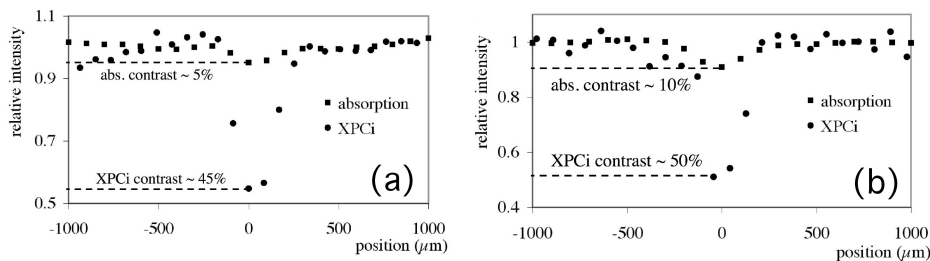 1.1
0.9
0.7
0.5
relative intensity
abs. contrast ~ 5%
absorption
XPCi
XPCi contrast ~ 45%
(a)
-1000 -500 0 500 1000
position (µm)
1.2
1
0.8
0.6
0.4
relative intensity
abs. contrast ~ 10%
absorption
XPCi
XPCi contrast ~ 50%
(b)
-1000 -500 0 500 1000
position (µm)